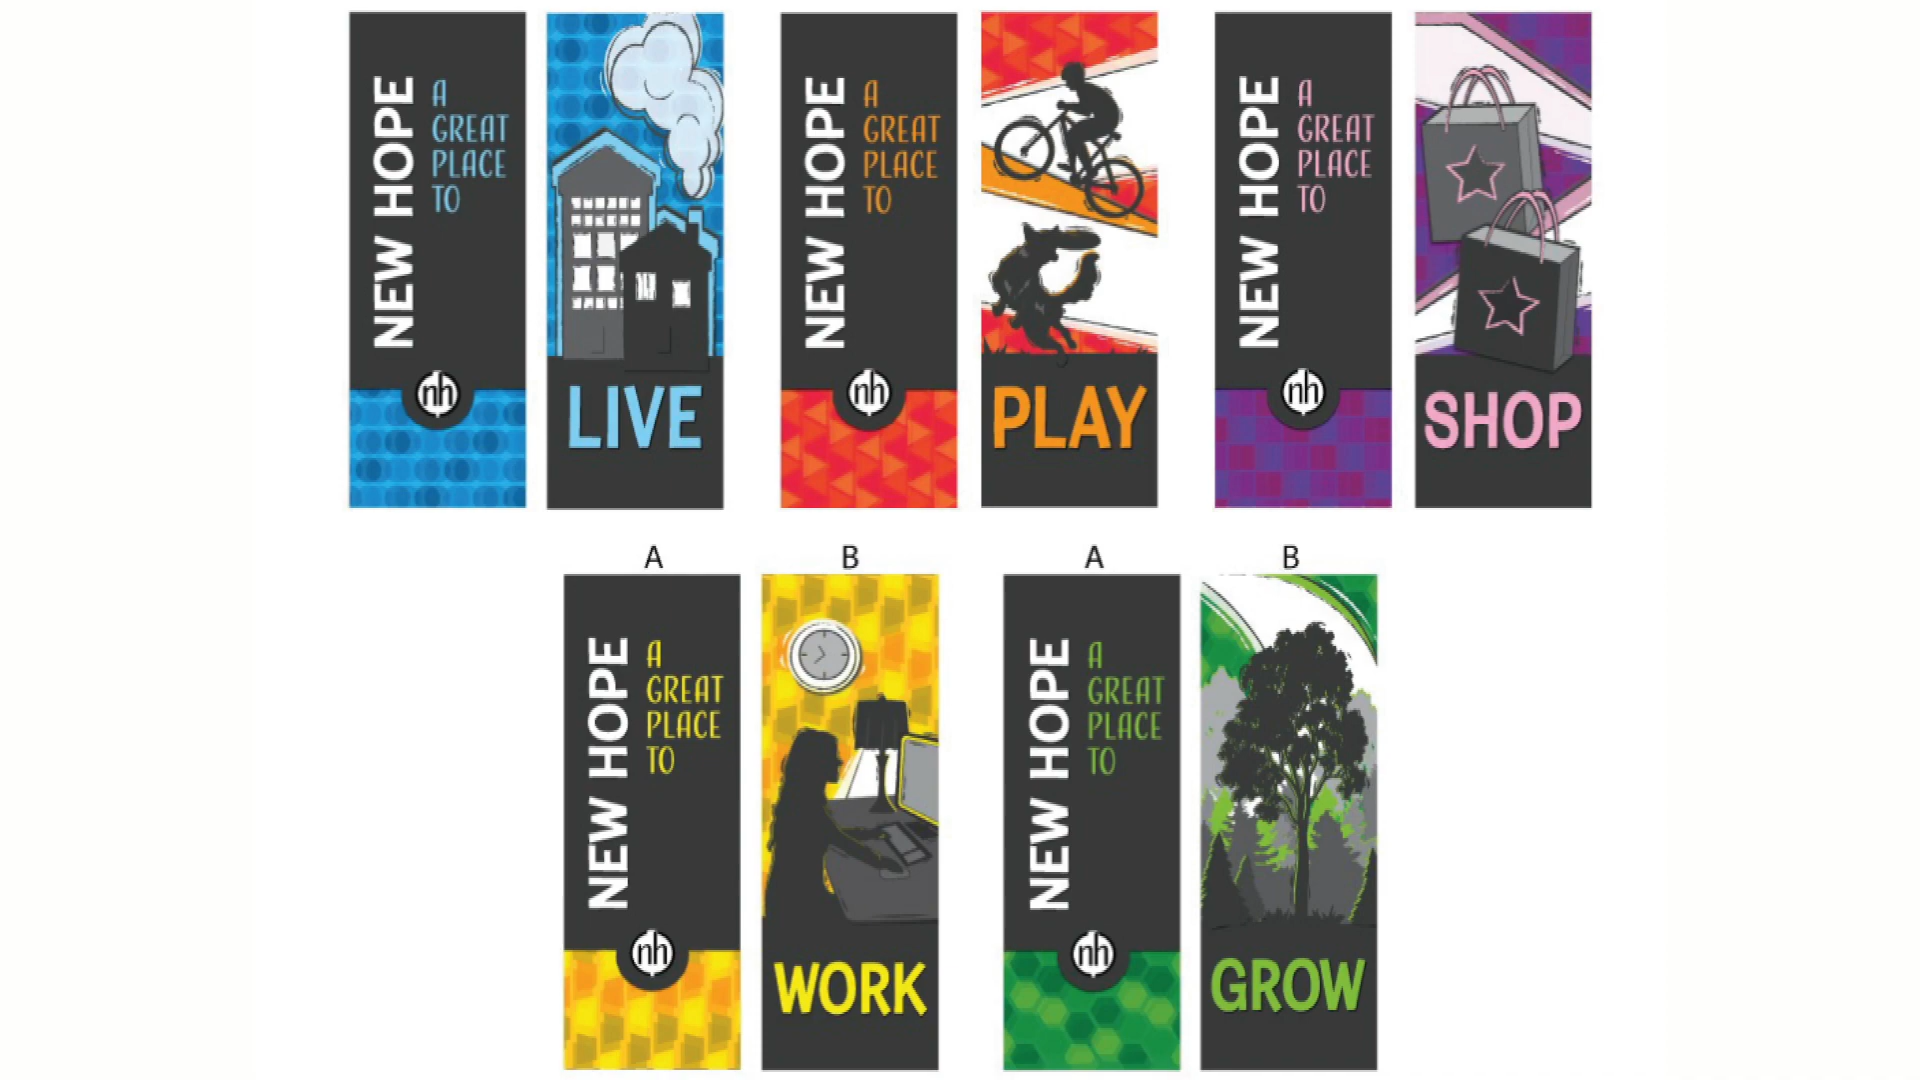 NEW HOPE
A
GREAT
PLACE
TO
nh
LIVE
NEW HOPE
A
GREAT
PLACE
TO
nh
PLAY
NEW HOPE
A
GREAT
PLACE
TO
nh
SHOP
A
B
NEW HOPE
A
GREAT
PLACE
TO
nh
WORK
A
B
NEW HOPE
A
GREAT
PLACE
TO
nh
GROW